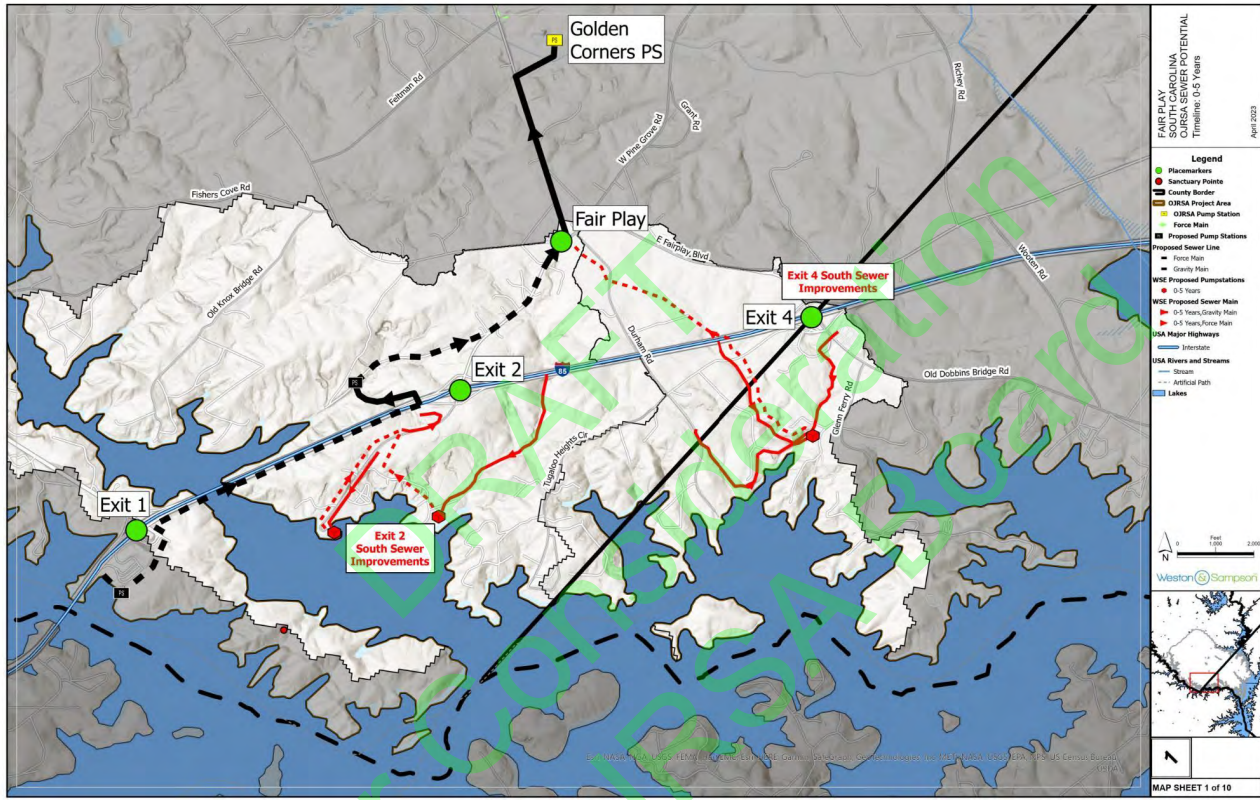 Golden
Corners PS
PS
Feltman Rd
Richey Rd
Grant Rd
W Pine Grove Rd
Fishers Cove Rd
Fair Play
E Fairplay Blvd
Wooten Rd
Old Knox Bridge Rd
Exit 4 South Sewer
Improvements
Exit 4
Durham Rd
Exit 2
85
PS
Old Dobbins Bridge Rd
Glenn Ferry Rd
Tugaloo Heights Cir
Exit 1
Exit 2
South Sewer
Improvements
PS
DRAFT
Consideration
RSA Board
FAIR PLAY
SOUTH CAROLINA
OJRSA SEWER POTENTIAL
Timeline: 0-5 Years
April 2023
Legend
Placemarkers
Sanctuary Pointe
County Border
OJRSA Project Area
OJRSA Pump Station
Force Main
Proposed Pump Stations
Proposed Sewer Line
Force Main
Gravity Main
WSE Proposed Pumpstations
0-5 Years
WSE Proposed Sewer Main
0-5 Years,Gravity Main
0-5 Years,Force Main
USA Major Highways
Interstate
USA Rivers and Streams
Stream
Artificial Path
Lakes
N
Feet
0 1,000 2,000
Weston & Sampson
1
MAP SHEET 1 of 10